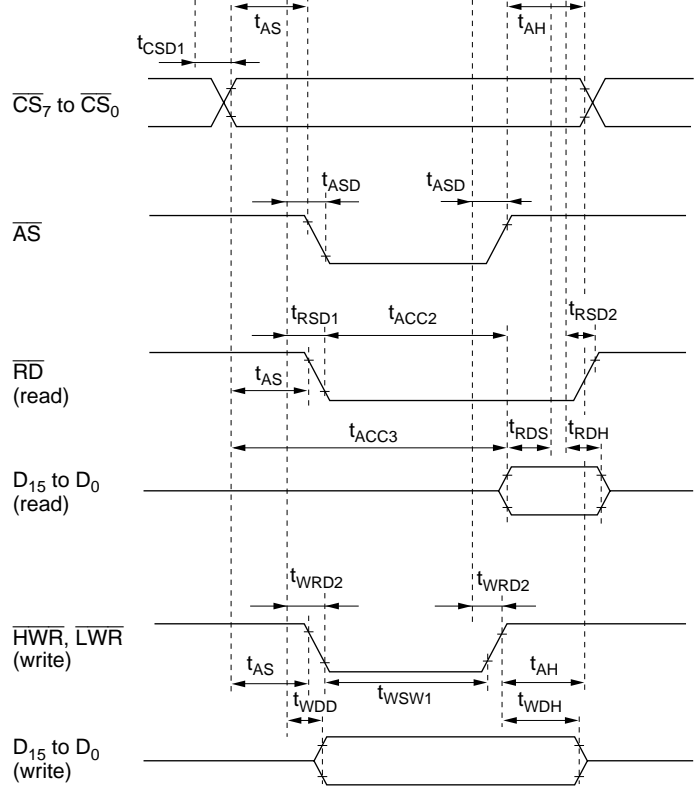 tAS tAH
tCSD1
CS7 to CS0
tASD tASD
AS
tRSD1 tACC2 tRSD2
RD
(read)
tAS
tACC3 tRDS tRDH
D15 to D0
(read)
tWRD2 tWRD2
HWR, LWR
(write)
tAS tWSW1 tAH
tWDD tWDH
D15 to D0
(write)